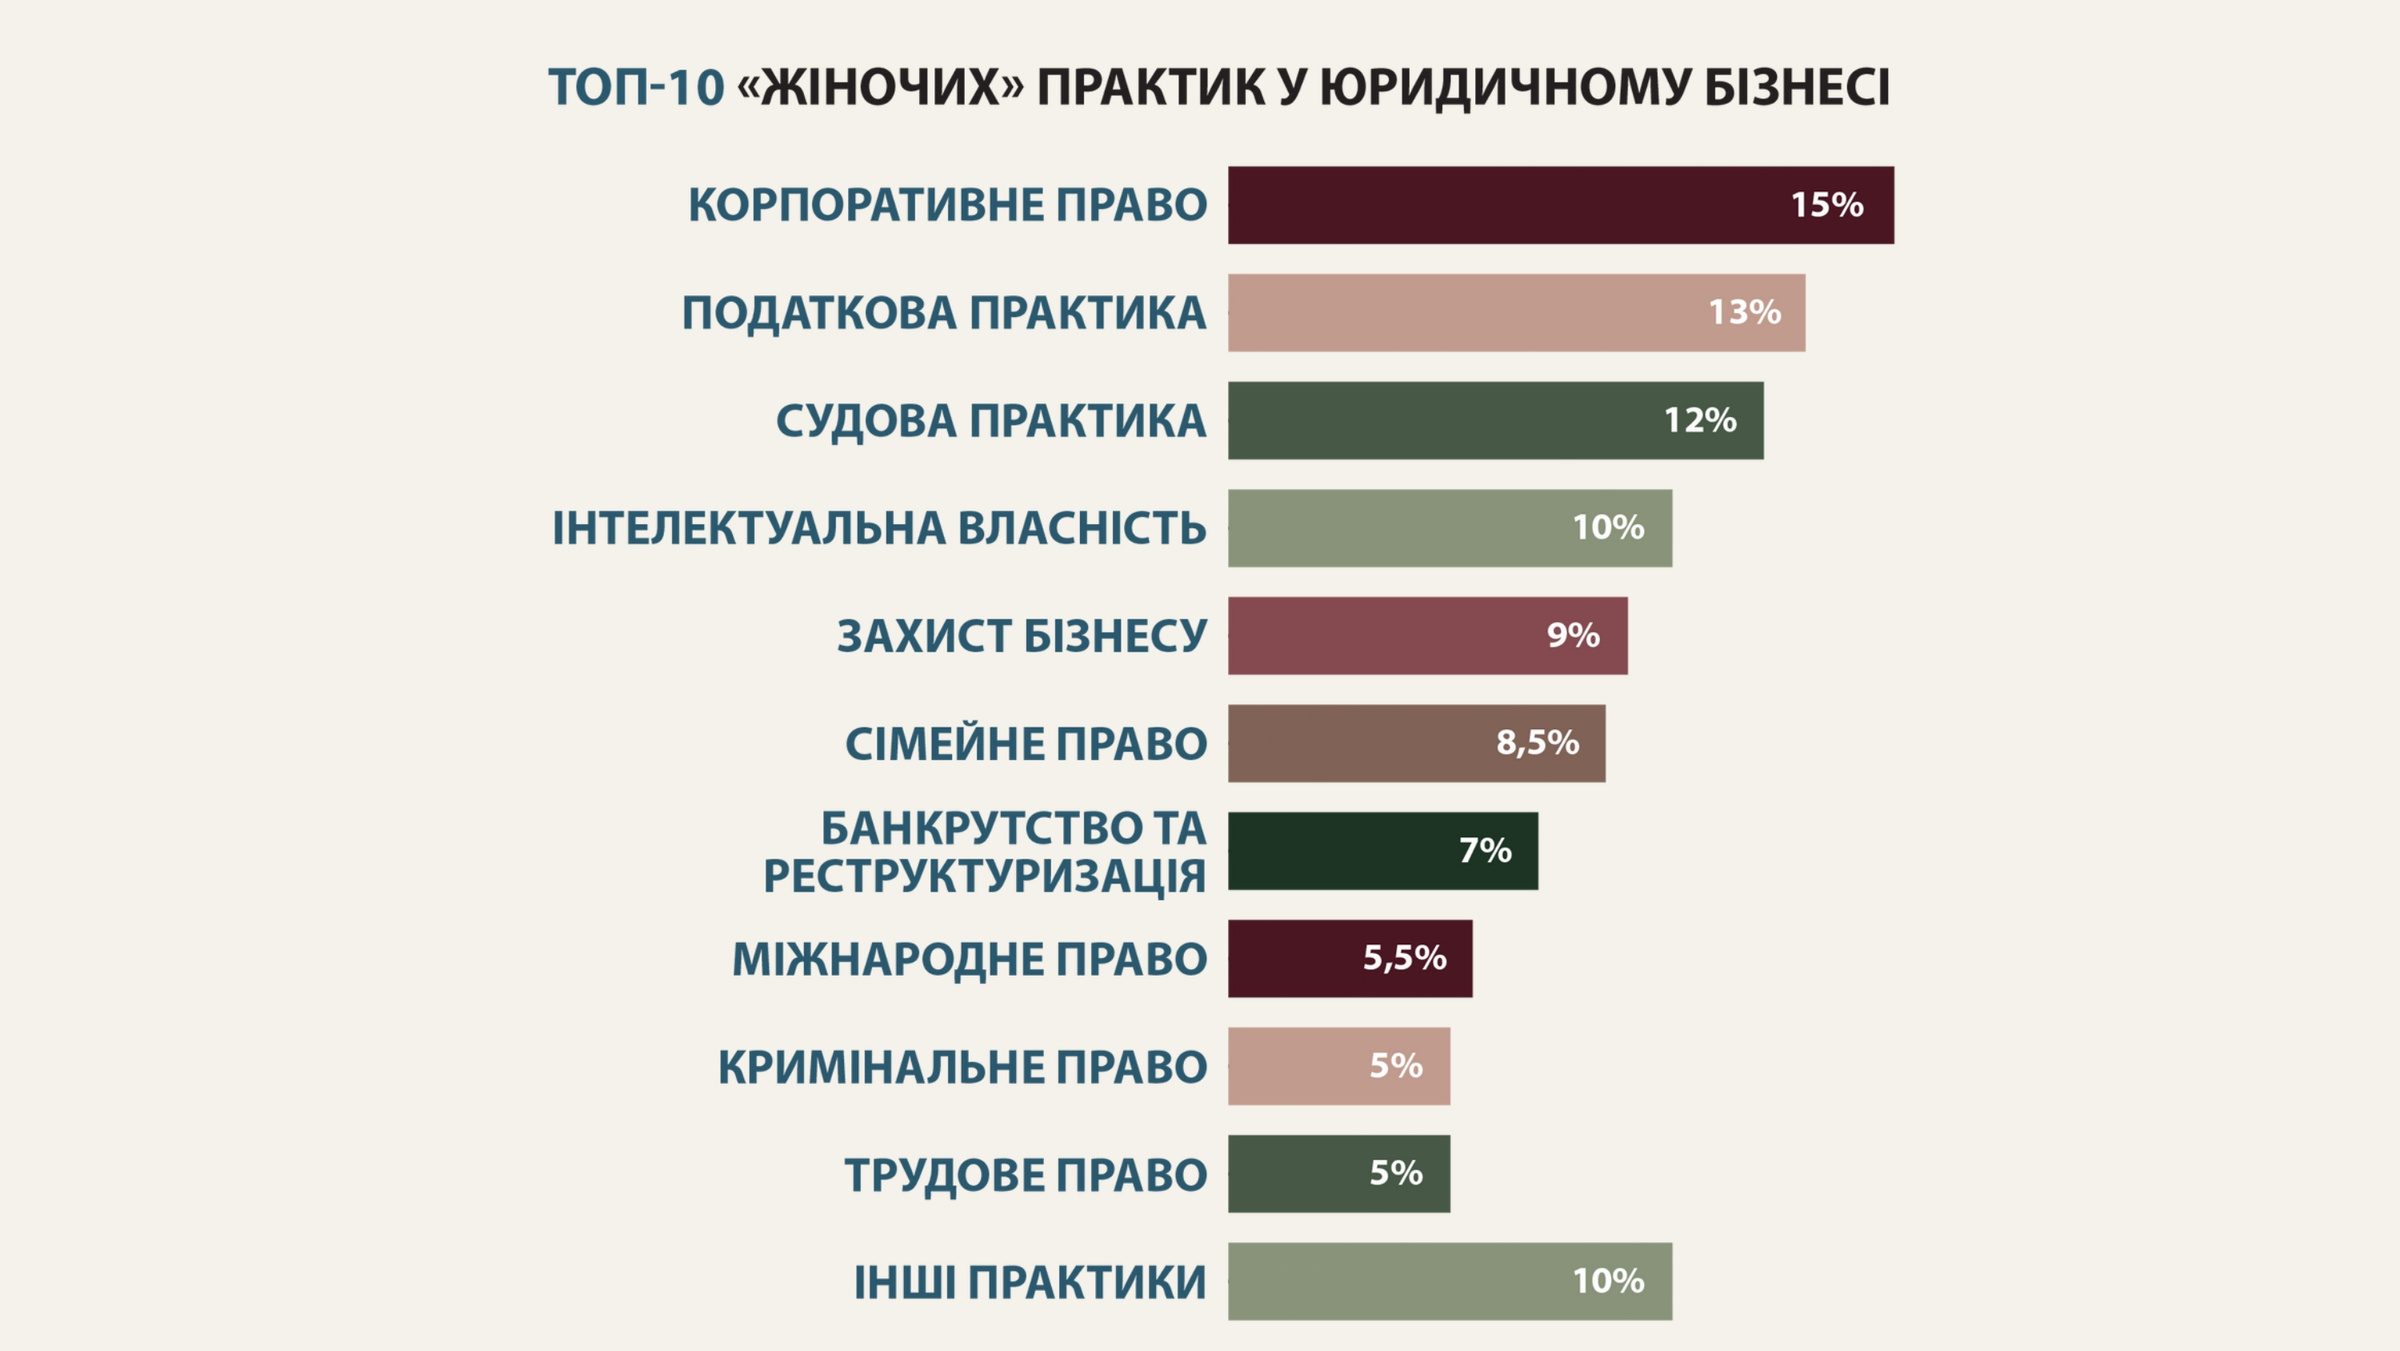 ТОП-10 «ЖІНОЧИХ» ПРАКТИК У ЮРИДИЧНОМУ БІЗНЕСІ
КОРПОРАТИВНЕ ПРАВО 15%
ПОДАТКОВА ПРАКТИКА 13%
СУДОВА ПРАКТИКА 12%
ІНТЕЛЕКТУАЛЬНА ВЛАСНІСТЬ 10%
ЗАХИСТ БІЗНЕСУ 9%
СІМЕЙНЕ ПРАВО 8,5%
БАНКРУТСТВО ТА
РЕСТРУКТУРИЗАЦІЯ 7%
МІЖНАРОДНЕ ПРАВО 5,5%
КРИМІНАЛЬНЕ ПРАВО 5%
ТРУДОВЕ ПРАВО 5%
ІНШІ ПРАКТИКИ 10%